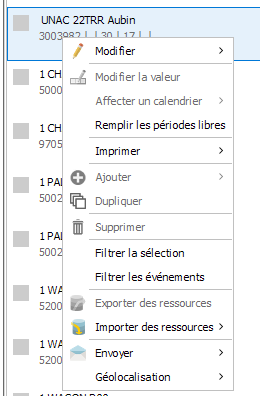 UNAC 22TRR Aubin
3003982 | | 30 | 17 | |
Modifier
Modifier la valeur
Affecter un calendrier
Remplir les périodes libres
Imprimer
Ajouter
Dupliquer
Supprimer
Filtrer la sélection
Filtrer les événements
Exporter des ressources
Importer des ressources
Envoyer
Géolocalisation
1 CH
5000
1 CH
9705
1 PAI
5002
1 PAI
5002
1 WA
5200
1 WA
5200